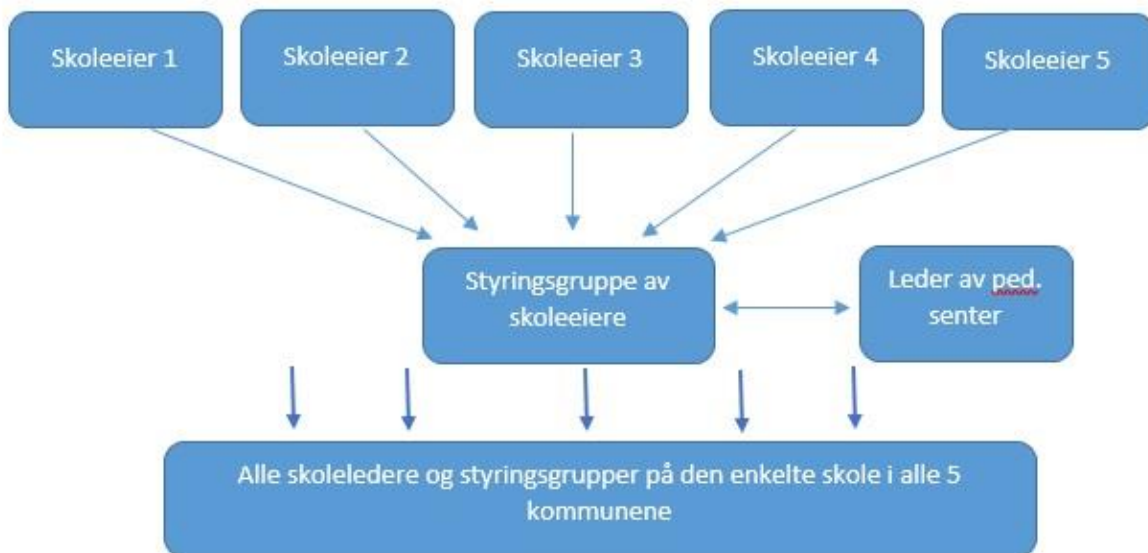 Skoleeier 1
Skoleeier 2
Skoleeier 3
Skoleeier 4
Skoleeier 5
Styringsgruppe av
skoleeiere
Leder av ped.
senter
Alle skoleledere og styringsgrupper på den enkelte skole i alle 5
kommunene